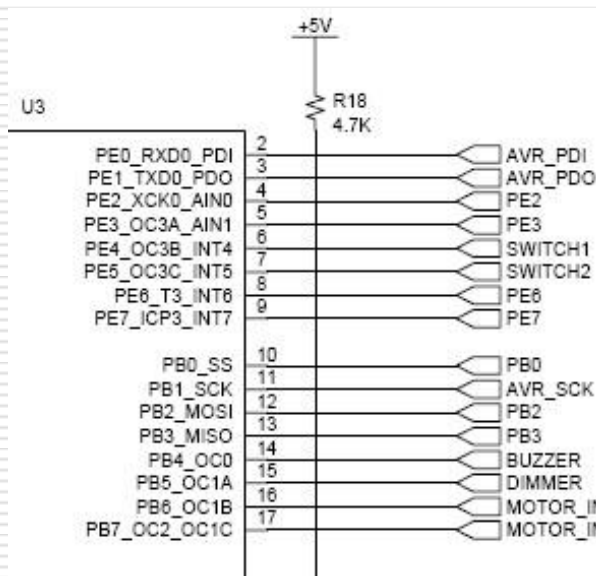 +5V
R18
4.7K
U3
PE0_RXD0_PDI 2 AVR_PDI
PE1_TXD0_PDO 3 AVR_PDO
PE2_XCK0_AIN0 4 PE2
PE3_OC3A_AIN1 5 PE3
PE4_OC3B_INT4 6 SWITCH1
PE5_OC3C_INT5 7 SWITCH2
PE6_T3_INT6 8 PE6
PE7_ICP3_INT7 9 PE7
PB0_SS 10 PB0
PB1_SCK 11 AVR_SCK
PB2_MOSI 12 PB2
PB3_MISO 13 PB3
PB4_OC0 14 BUZZER
PB5_OC1A 15 DIMMER
PB6_OC1B 16 MOTOR_IN
PB7_OC2_OC1C 17 MOTOR_IN